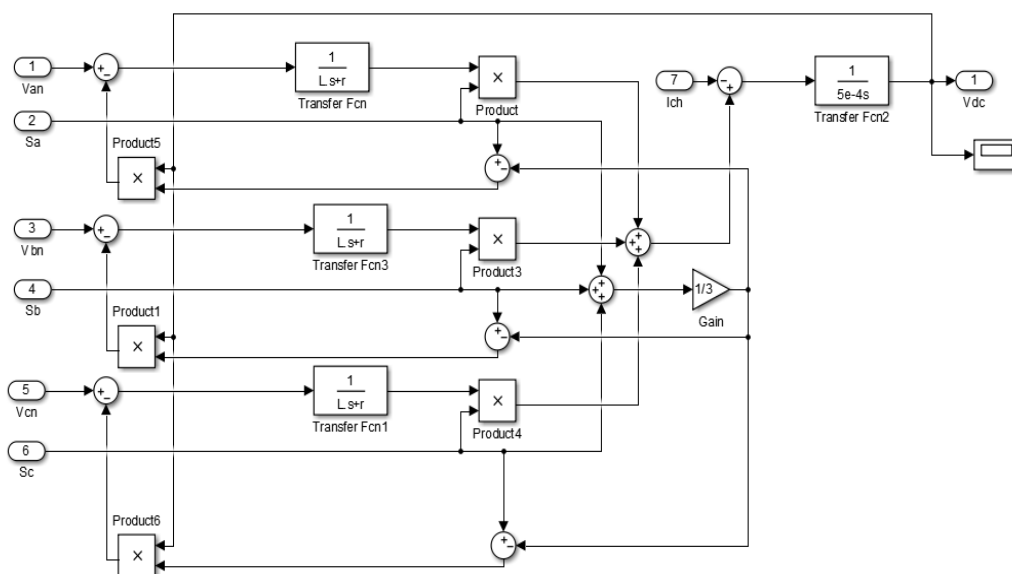 1
Van
+
-
1
L.s+r
Transfer Fcn
×
Product
2
Sa
Product5
×
+
-
3
Vbn
+
-
1
L.s+r
Transfer Fcn3
×
Product3
4
Sb
Product1
×
+
-
5
Vcn
+
-
1
L.s+r
Transfer Fcn1
×
Product4
6
Sc
Product6
×
+
-
+
+
+
+
+
+
1/3
Gain
7
Ich
-
+
1
5e-4s
Transfer Fcn2
1
Vdc